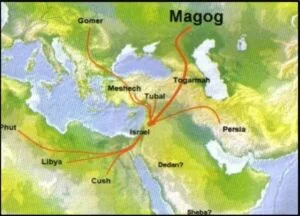 Magog
Gomer
Togarmah
Meshech
Tubal
Phut
Israel
Persia
Libya
Dedan?
Cush
Sheba?